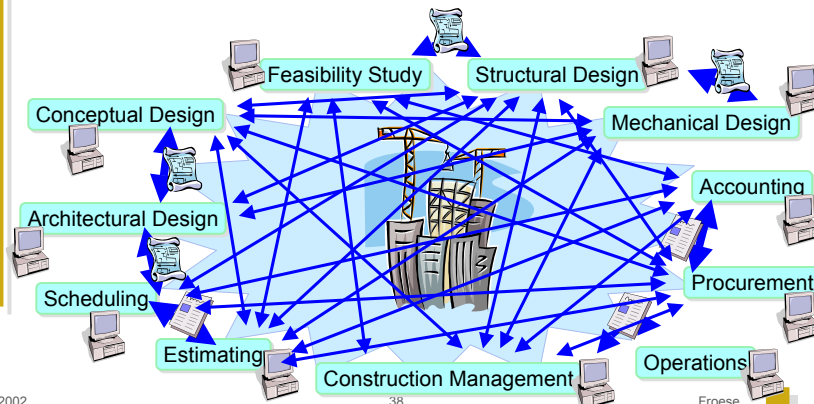 Feasibility Study
Structural Design
Conceptual Design
Mechanical Design
Accounting
Architectural Design
Procurement
Scheduling
Estimating
Operations
Construction Management
2002
38
Froese